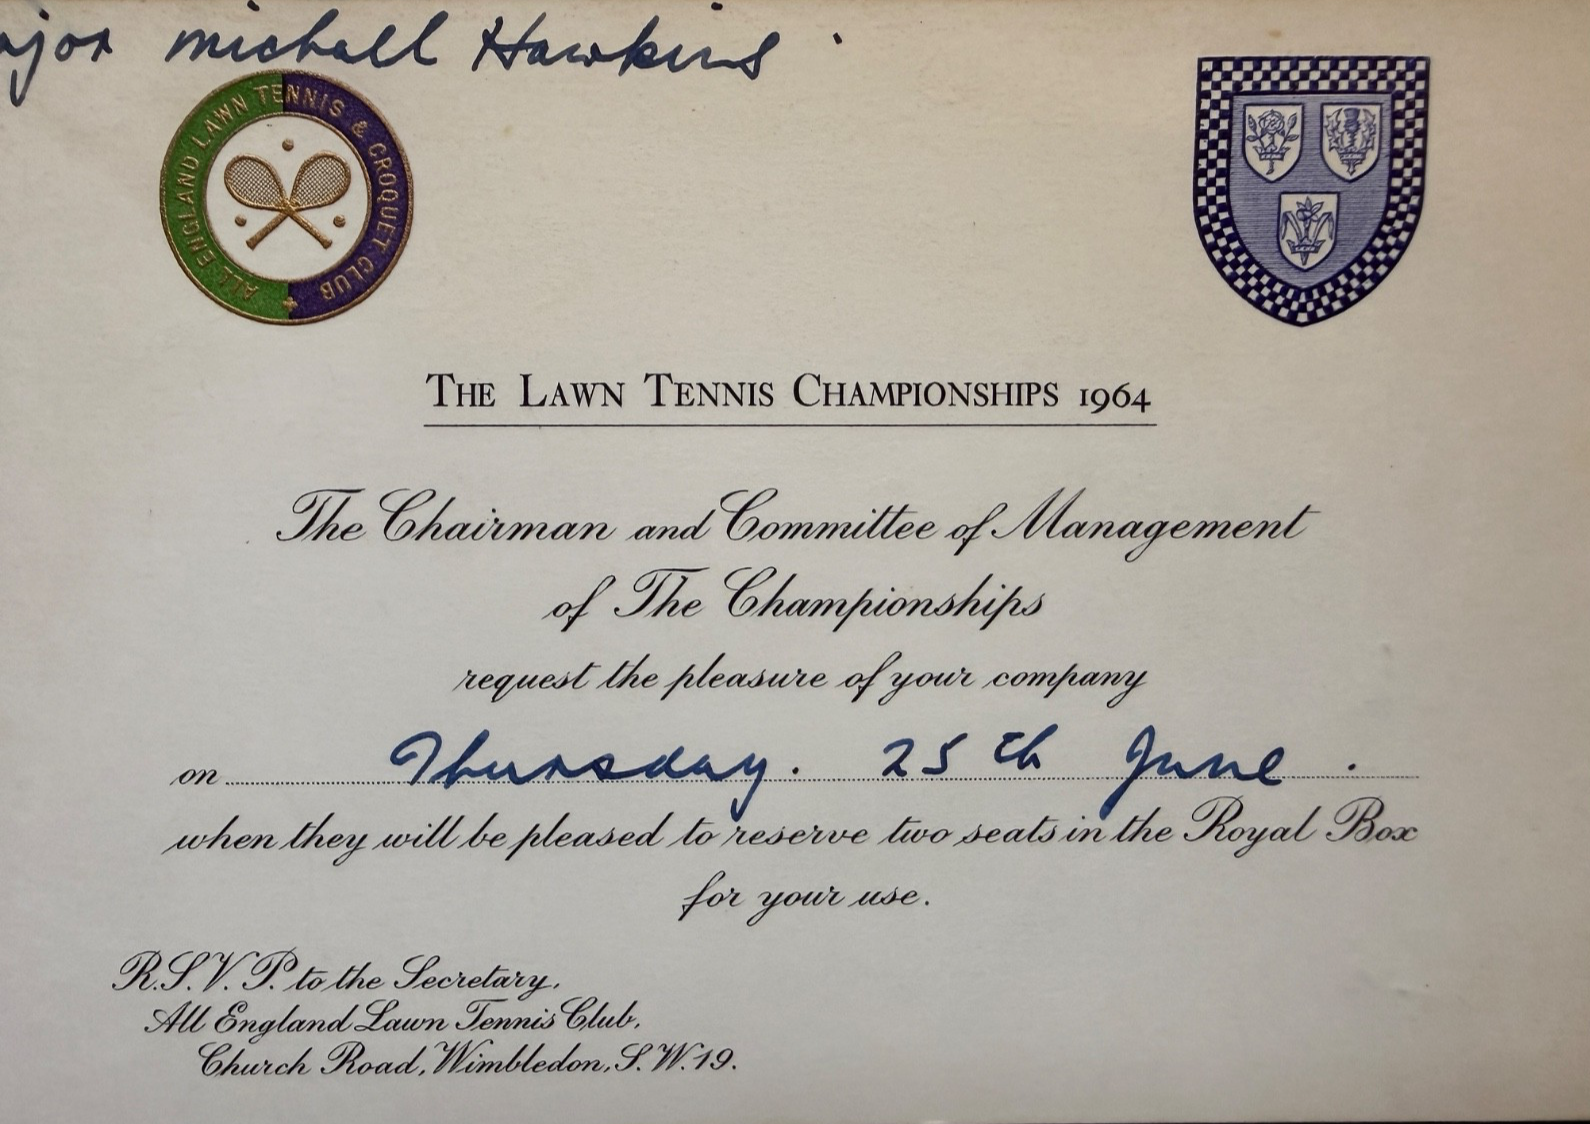 ajor michall Hawkins.
ALL ENGLAND LAWN TENNIS & CROQUET CLUB
THE LAWN TENNIS CHAMPIONSHIPS 1964
The Chairman and Committee of Management
of The Championships
request the pleasure of your company
on Thursday. 25th June.
when they will be pleased to reserve two seats in the Royal Box
for your use.
R.S.V.P. to the Secretary,
All England Lawn Tennis Club,
Church Road, Wimbledon, S.W.19.